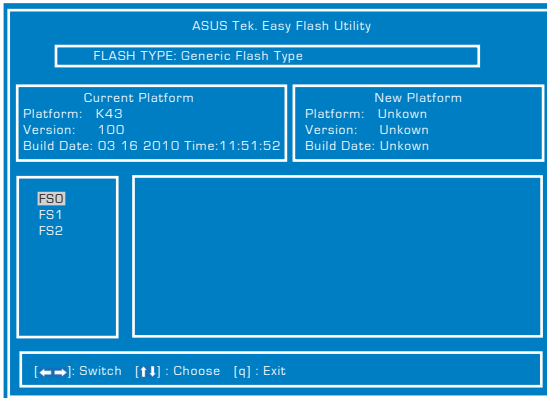 ASUS Tek. Easy Flash Utility
FLASH TYPE: Generic Flash Type
Current Platform
Platform: K43
Version: 100
Build Date: 03 16 2010 Time:11:51:52
New Platform
Platform: Unkown
Version: Unkown
Build Date: Unkown
FS0
FS1
FS2
[←→]: Switch [↑↓] : Choose [q] : Exit